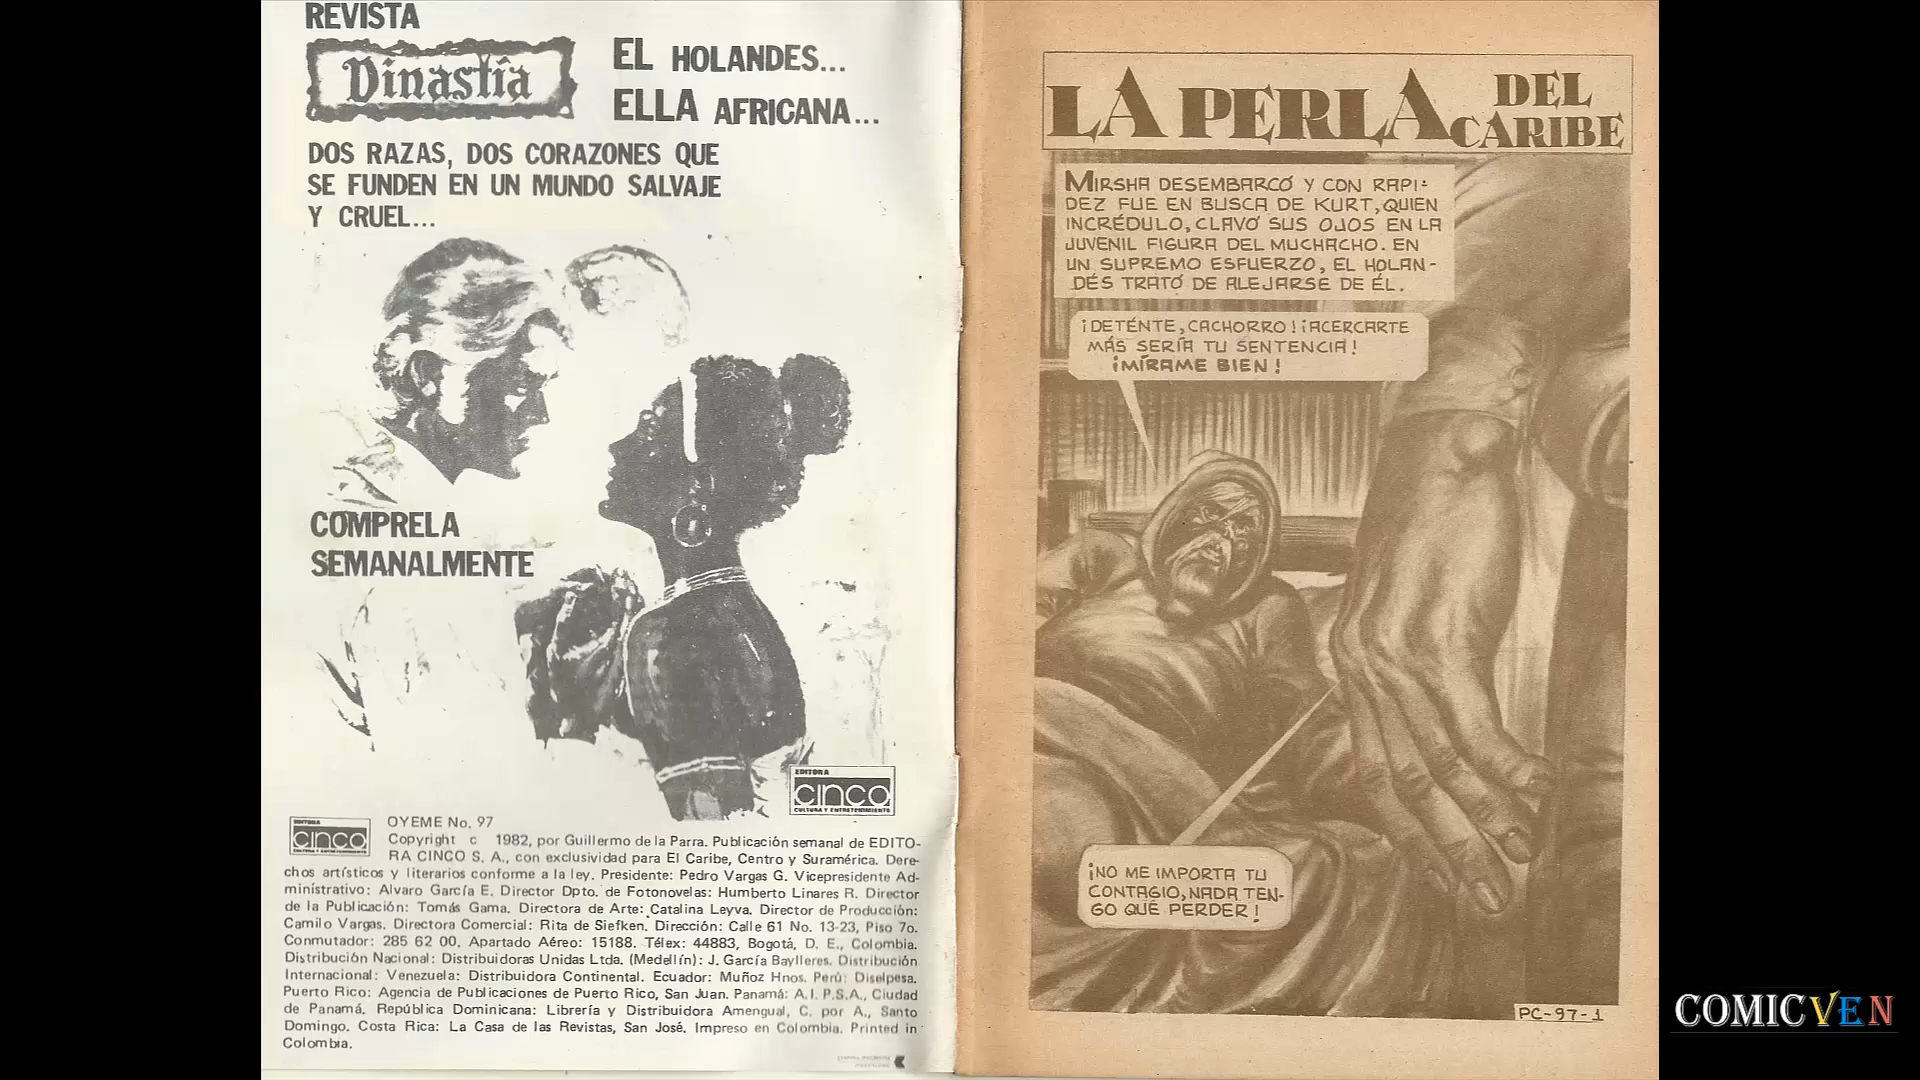 REVISTA
Dinastía
EL HOLANDES...
ELLA AFRICANA...
DOS RAZAS, DOS CORAZONES QUE
SE FUNDEN EN UN MUNDO SALVAJE
Y CRUEL...
COMPRELA
SEMANALMENTE
EDITORA
CINCO
CULTURA Y ENTRETENIMIENTO
EDITORA
CINCO
CULTURA Y ENTRETENIMIENTO
OYEME No. 97
Copyright c 1982, por Guillermo de la Parra. Publicación semanal de EDITO-
RA CINCO S. A., con exclusividad para El Caribe, Centro y Suramérica. Dere-
chos artísticos y literarios conforme a la ley. Presidente: Pedro Vargas G. Vicepresidente Ad-
ministrativo: Alvaro García E. Director Dpto. de Fotonovelas: Humberto Linares R. Director
de la Publicación: Tomás Gama. Directora de Arte: Catalina Leyva. Director de Producción:
Camilo Vargas. Directora Comercial: Rita de Siefken. Dirección: Calle 61 No. 13-23, Piso 7o.
Conmutador: 285 62 00. Apartado Aéreo: 15188. Télex: 44883, Bogotá, D. E., Colombia.
Distribución Nacional: Distribuidoras Unidas Ltda. (Medellín): J. García Baylleres. Distribución
Internacional: Venezuela: Distribuidora Continental. Ecuador: Muñoz Hnos. Perú: Diselpesa.
Puerto Rico: Agencia de Publicaciones de Puerto Rico, San Juan. Panamá: A.I. P.S.A., Ciudad
de Panamá. República Dominicana: Librería y Distribuidora Amengual, C. por A., Santo
Domingo. Costa Rica: La Casa de las Revistas, San José. Impreso en Colombia. Printed in
Colombia.
LA PERLA DEL
CARIBE
MIRSHA DESEMBARCÓ Y CON RAPI-
DEZ FUE EN BUSCA DE KURT, QUIEN
INCRÉDULO, CLAVÓ SUS OJOS EN LA
JUVENIL FIGURA DEL MUCHACHO. EN
UN SUPREMO ESFUERZO, EL HOLAN-
DÉS TRATÓ DE ALEJARSE DE ÉL.
¡DETÉNTE, CACHORRO! ¡ACERCARTE
MÁS SERÍA TU SENTENCIA!
¡MÍRAME BIEN!
¡NO ME IMPORTA TU
CONTAGIO, NADA TEN-
GO QUE PERDER!
PC-97-1
COMICVEN